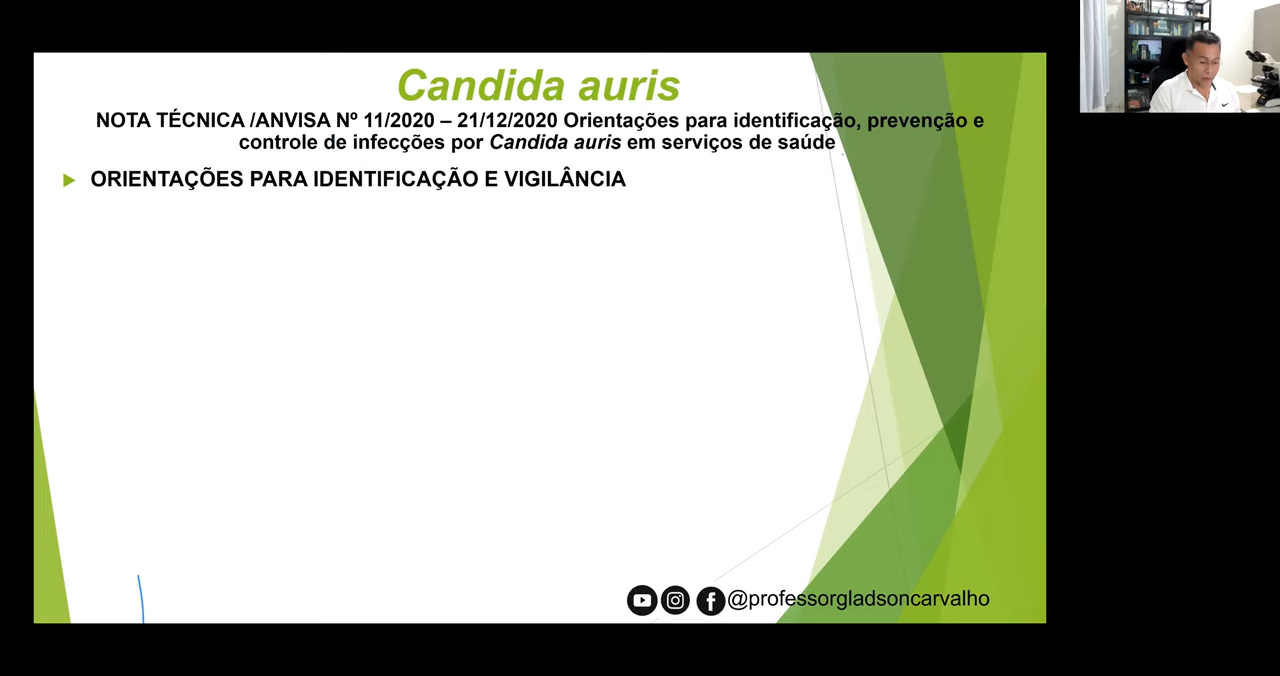 Candida auris
NOTA TÉCNICA /ANVISA Nº 11/2020 – 21/12/2020 Orientações para identificação, prevenção e
controle de infecções por Candida auris em serviços de saúde
ORIENTAÇÕES PARA IDENTIFICAÇÃO E VIGILÂNCIA
@professorgladsoncarvalho